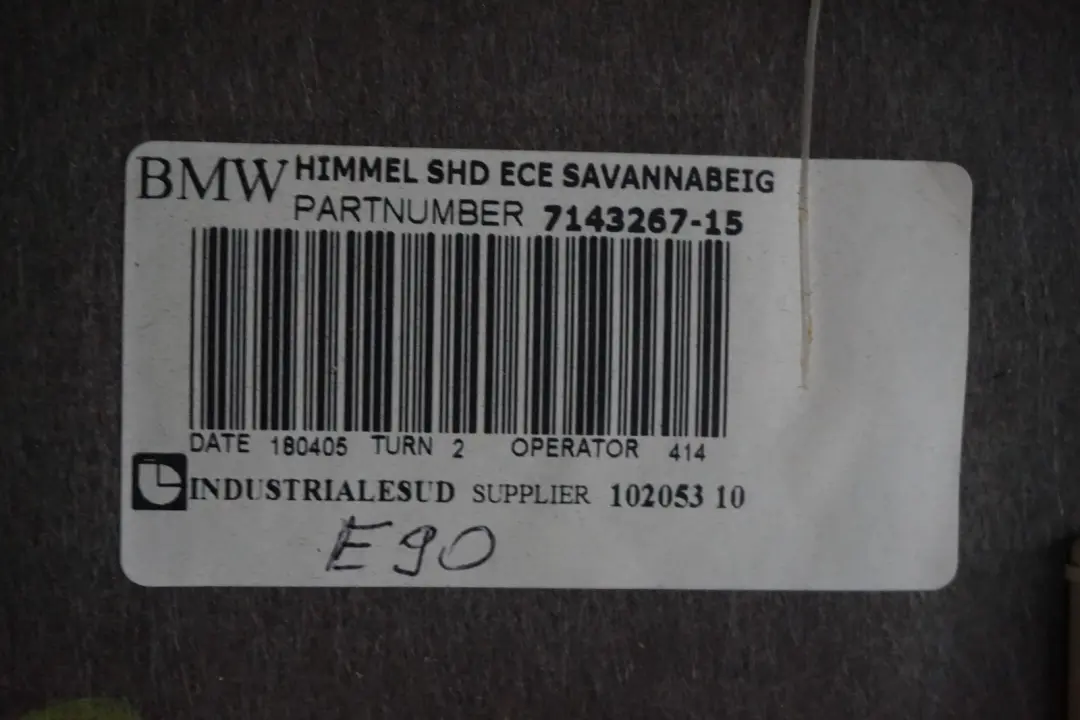 BMW HIMMEL SHD ECE SAVANNABEIG
PARTNUMBER 7143267-15
DATE 180405 TURN 2 OPERATOR 414
INDUSTRIALESUD SUPPLIER 102053 10
E90